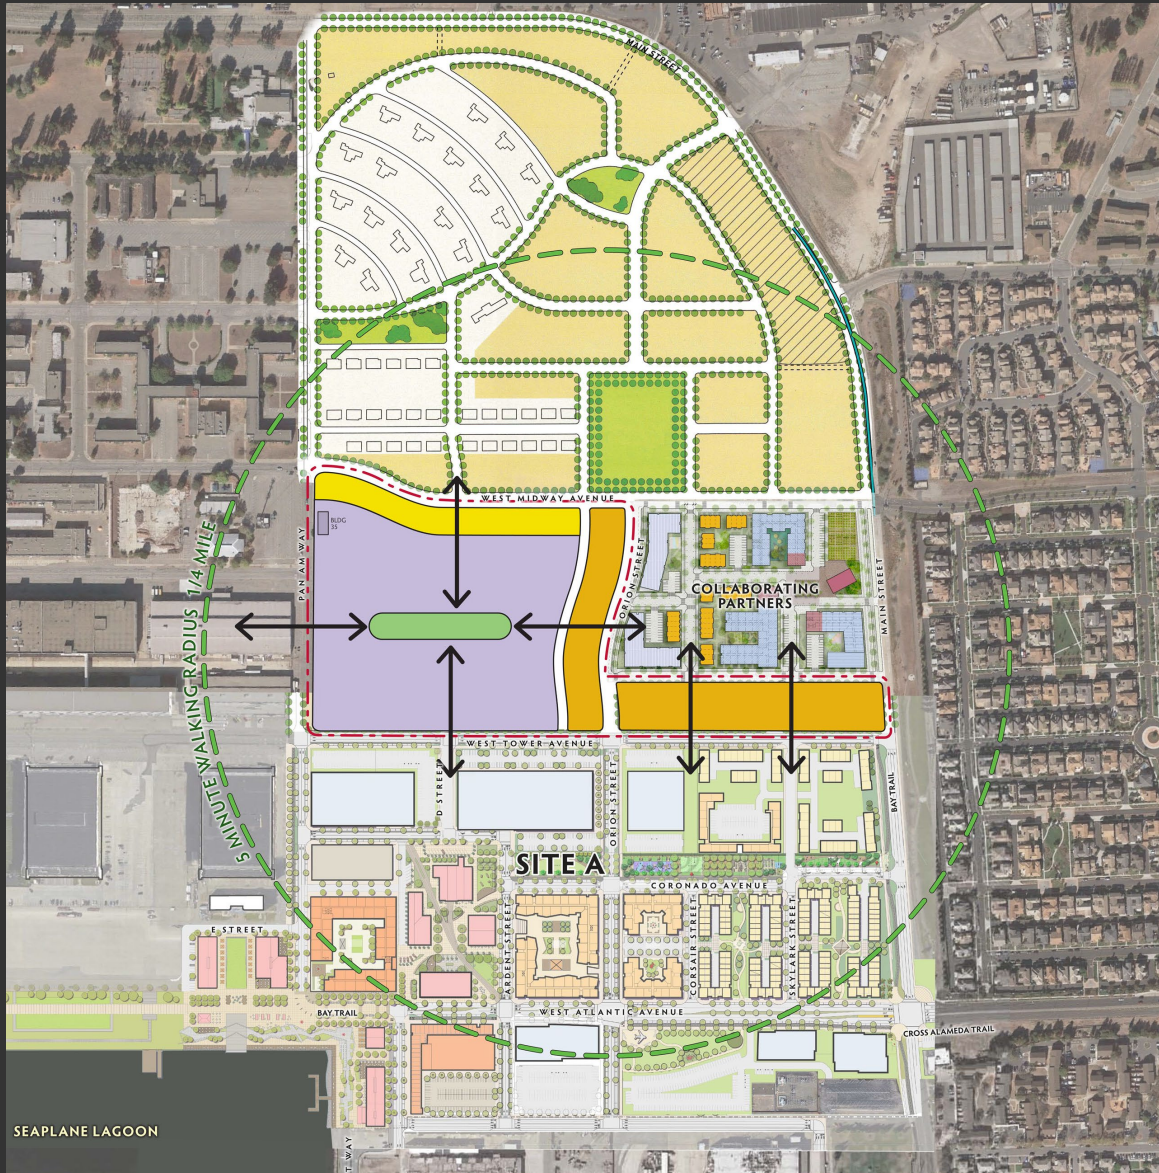 MAIN STREET
WEST MIDWAY AVENUE
BLDG
35
PAN AM WAY
ORION STREET
COLLABORATING
PARTNERS
MAIN STREET
5 MINUTE WALKING RADIUS 1/4 MILE
WEST TOWER AVENUE
D STREET
ORION STREET
BAY TRAIL
SITE A
CORONADO AVENUE
ARDENT STREET
CORSAIR STREET
SKYLARK STREET
E STREET
BAY TRAIL
WEST ATLANTIC AVENUE
CROSS ALAMEDA TRAIL
SEAPLANE LAGOON
T WAY